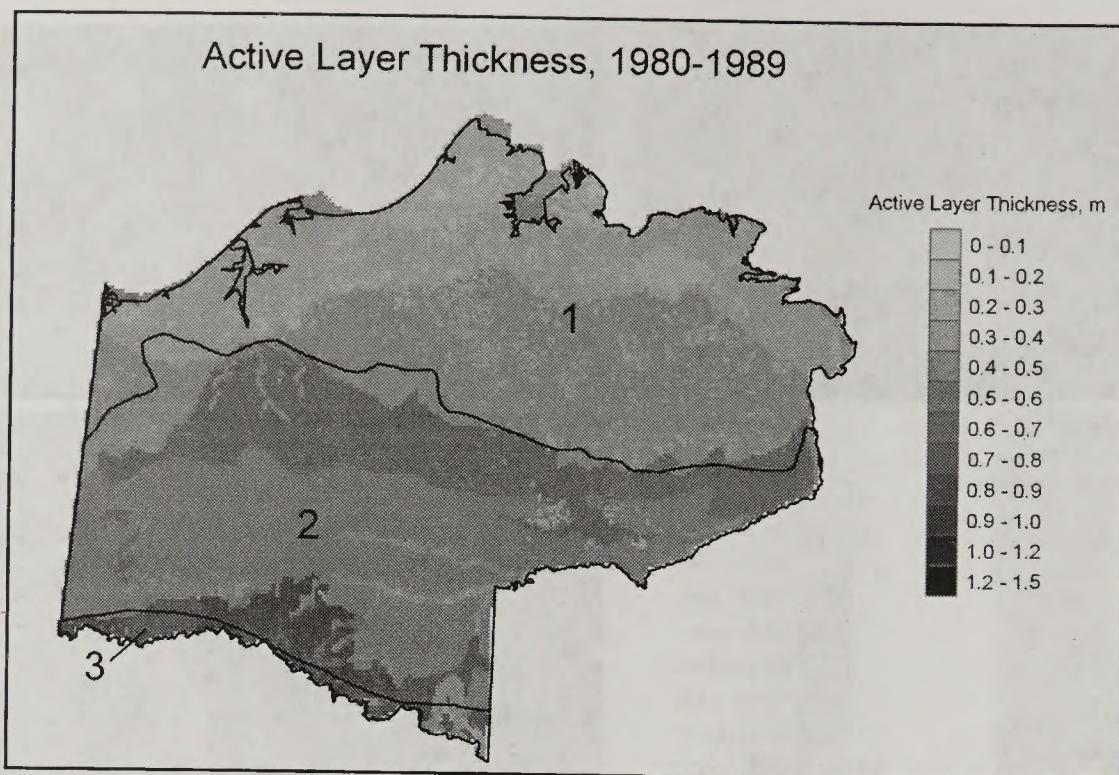 Active Layer Thickness, 1980-1989
1
2
3
Active Layer Thickness, m
0 - 0.1
0.1 - 0.2
0.2 - 0.3
0.3 - 0.4
0.4 - 0.5
0.5 - 0.6
0.6 - 0.7
0.7 - 0.8
0.8 - 0.9
0.9 - 1.0
1.0 - 1.2
1.2 - 1.5